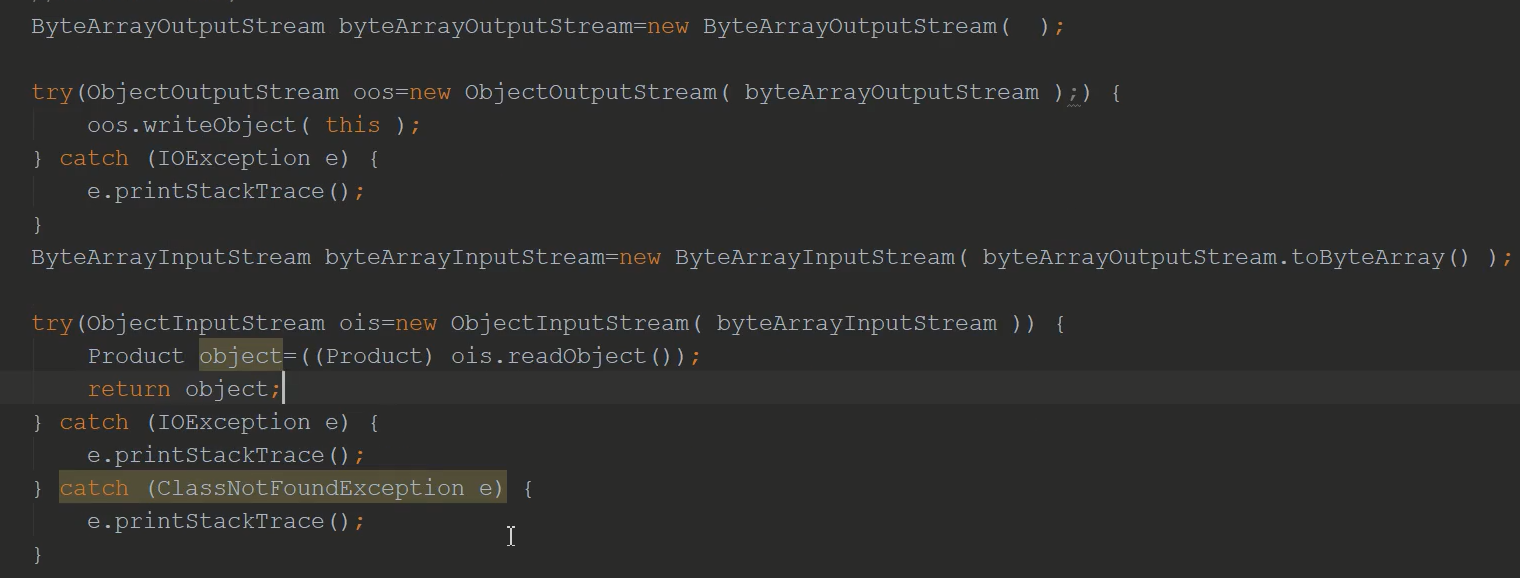 ByteArrayOutputStream byteArrayOutputStream=new ByteArrayOutputStream(  );
try(ObjectOutputStream oos=new ObjectOutputStream( byteArrayOutputStream );) {
oos.writeObject( this );
} catch (IOException e) {
e.printStackTrace();
}
ByteArrayInputStream byteArrayInputStream=new ByteArrayInputStream( byteArrayOutputStream.toByteArray() );
try(ObjectInputStream ois=new ObjectInputStream( byteArrayInputStream )) {
Product object=((Product) ois.readObject());
return object;
} catch (IOException e) {
e.printStackTrace();
} catch (ClassNotFoundException e) {
e.printStackTrace();
}